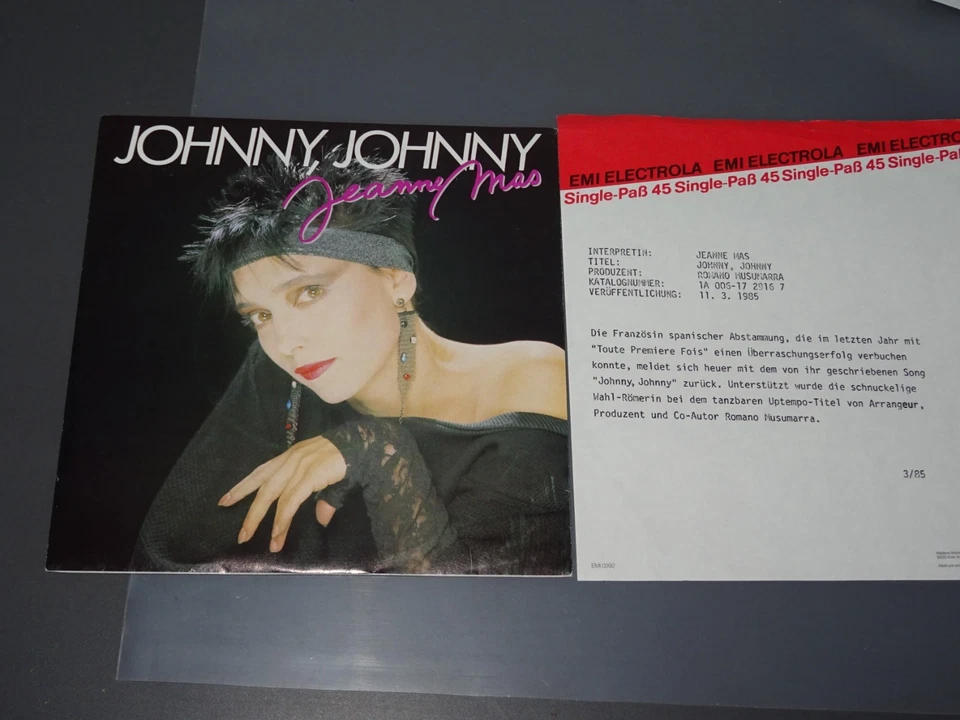 JOHNNY, JOHNNY
Jeanne Mas
EMI ELECTROLA EMI ELECTROLA EMI ELECTRO
Single-Paß 45 Single-Paß 45 Single-Paß 45 Single-Paß
INTERPRETIN: JEANNE MAS
TITEL: JOHNNY, JOHNNY
PRODUZENT: ROMANO MUSUMARRA
KATALOGNUMMER: 1A 006-17 2916 7
VERÖFFENTLICHUNG: 11. 3. 1985
Die Französin spanischer Abstammung, die im letzten Jahr mit
"Toute Premiere Fois" einen Überraschungserfolg verbuchen
konnte, meldet sich heuer mit dem von ihr geschriebenen Song
"Johnny, Johnny" zurück. Unterstützt wurde die schnuckelige
Wahl-Römerin bei dem tanzbaren Uptempo-Titel von Arrangeur,
Produzent und Co-Autor Romano Musumarra.
3/85